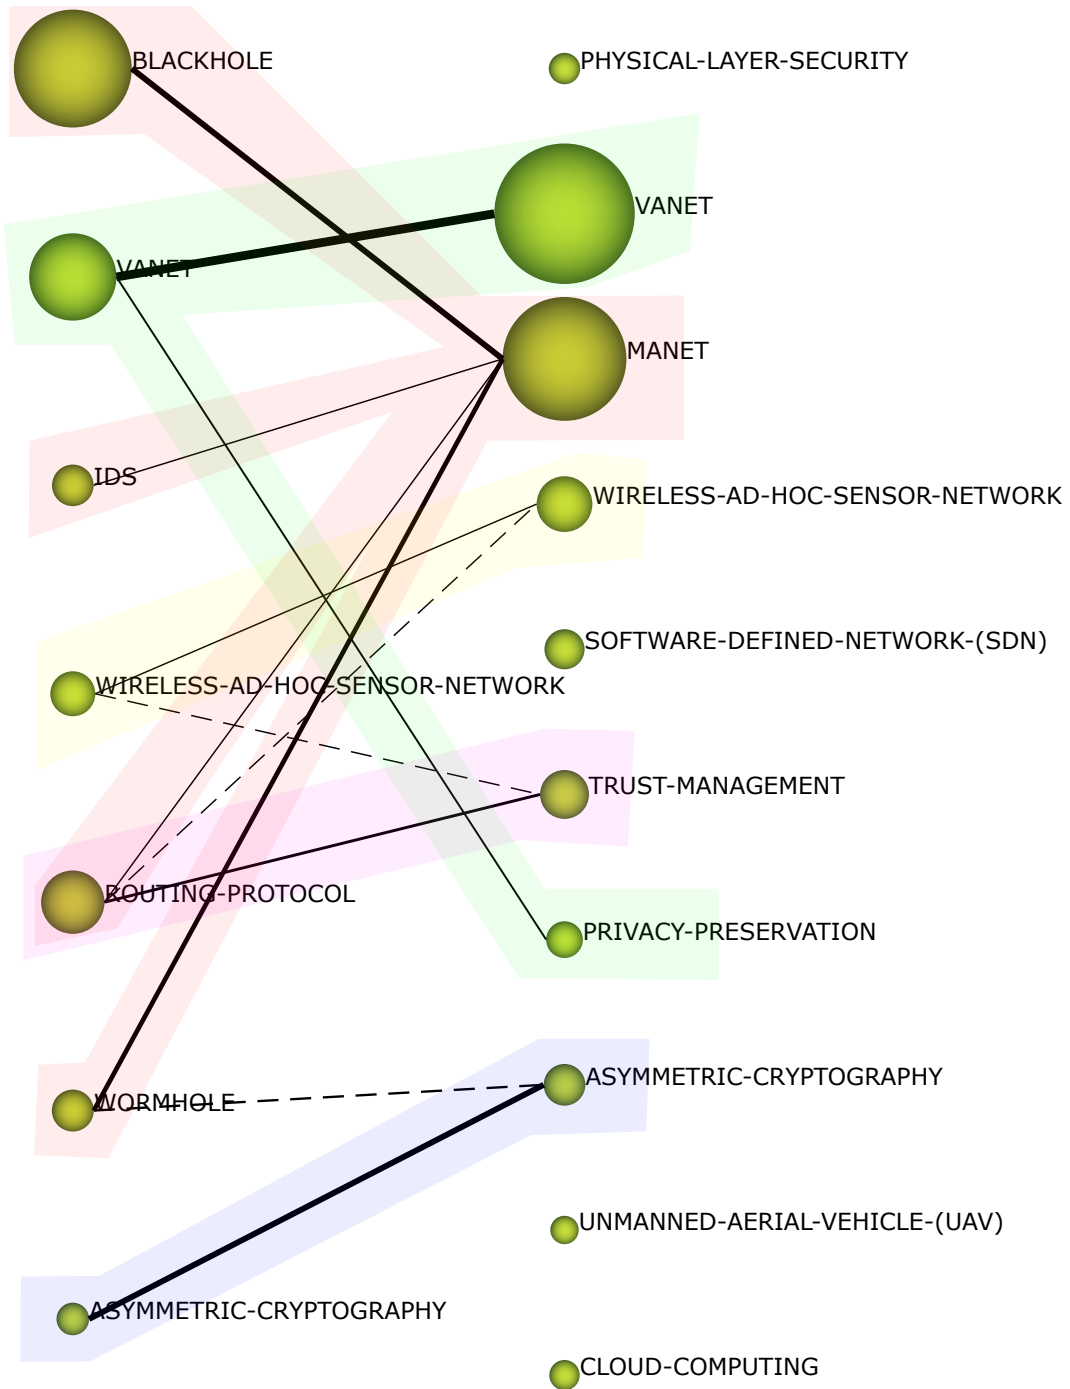 BLACKHOLE
PHYSICAL-LAYER-SECURITY
VANET
VANET
MANET
IDS
WIRELESS-AD-HOC-SENSOR-NETWORK
SOFTWARE-DEFINED-NETWORK-(SDN)
WIRELESS-AD-HOC-SENSOR-NETWORK
TRUST-MANAGEMENT
ROUTING-PROTOCOL
PRIVACY-PRESERVATION
WORMHOLE
ASYMMETRIC-CRYPTOGRAPHY
UNMANNED-AERIAL-VEHICLE-(UAV)
ASYMMETRIC-CRYPTOGRAPHY
CLOUD-COMPUTING